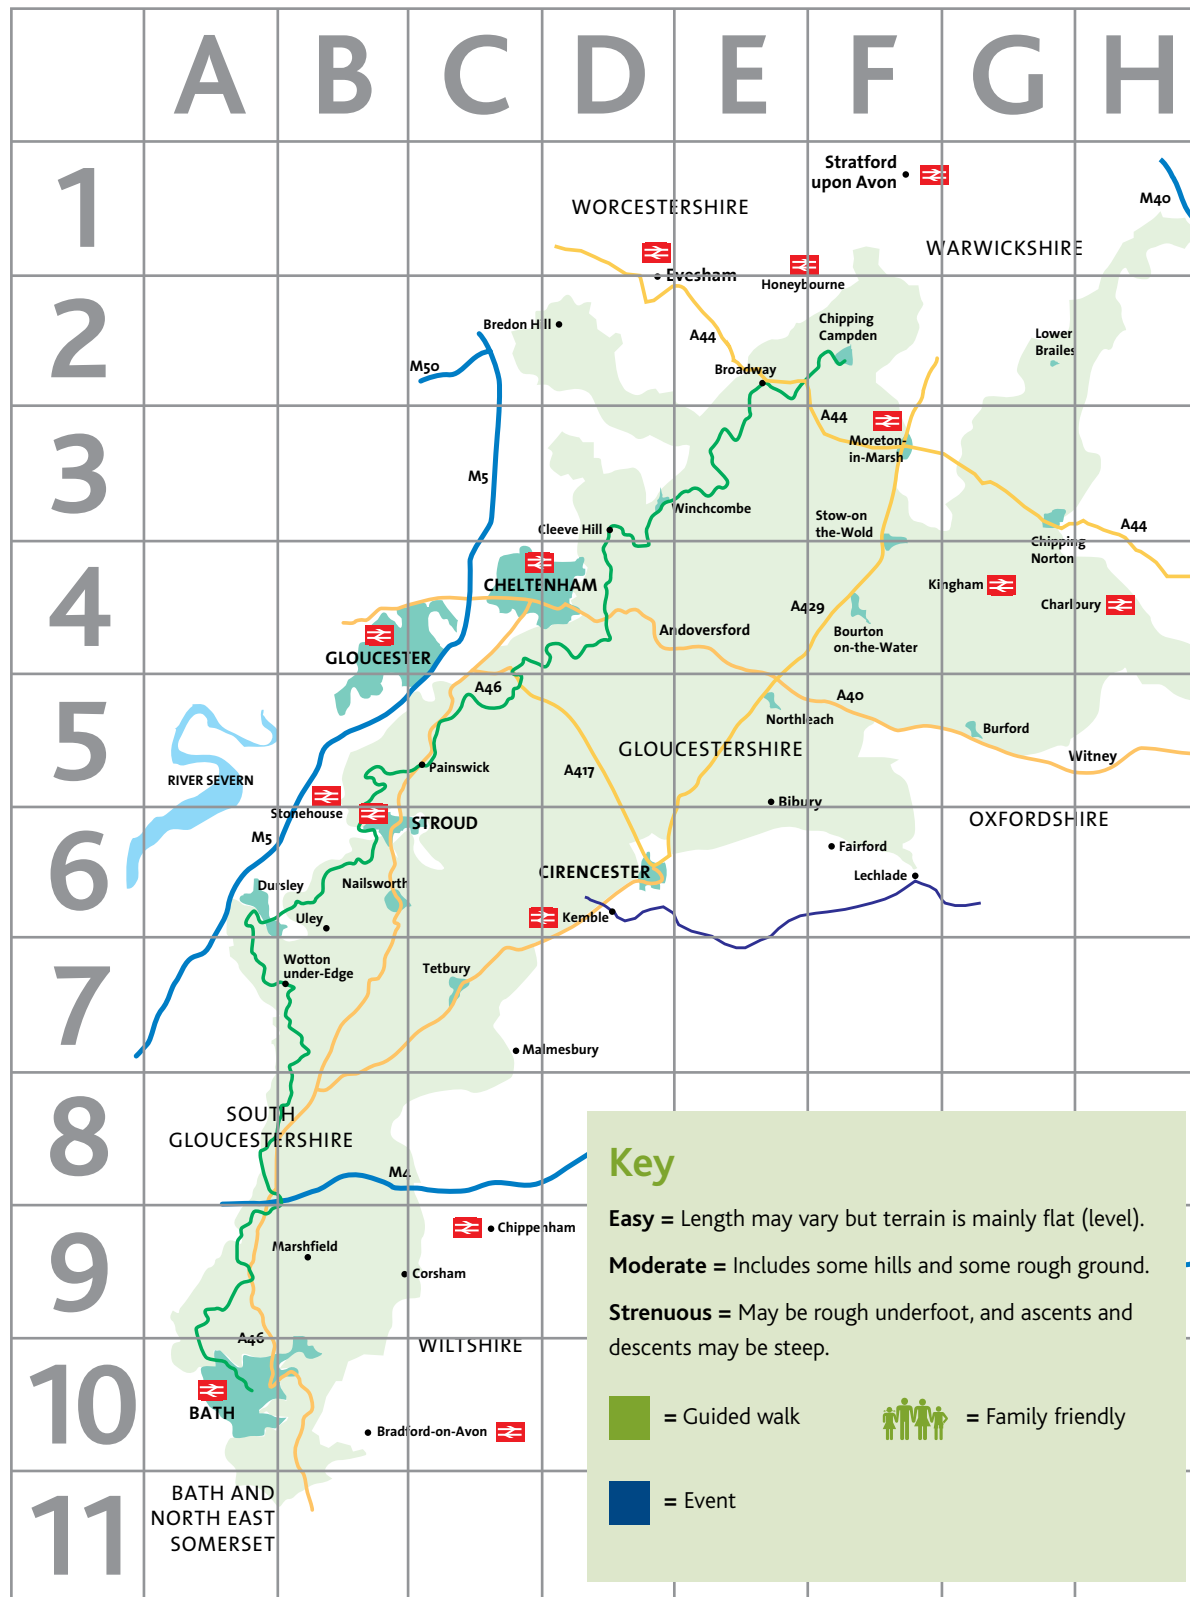 A B C D E F G H
1
2
3
4
5
6
7
8
9
10
11
Stratford
upon Avon
M40
WORCESTERSHIRE
WARWICKSHIRE
Evesham
Honeybourne
Bredon Hill
Chipping
Campden
Lower
Brailes
A44
M50
Broadway
A44
Moreton-
in-Marsh
M5
Winchcombe
Stow-on
the-Wold
Cleeve Hill
A44
Chipping
Norton
CHELTENHAM
Kingham
Charlbury
A429
Andoversford
Bourton
on-the-Water
GLOUCESTER
A46
A40
Northleach
Burford
GLOUCESTERSHIRE
Witney
Painswick
A417
RIVER SEVERN
Bibury
Stonehouse
STROUD
OXFORDSHIRE
M5
Fairford
CIRENCESTER
Lechlade
Dursley
Nailsworth
Uley
Kemble
Wotton
under-Edge
Tetbury
Malmesbury
SOUTH
GLOUCESTERSHIRE
M4
Chippenham
Marshfield
Corsham
A46
WILTSHIRE
BATH
Bradford-on-Avon
BATH AND
NORTH EAST
SOMERSET
Key
Easy = Length may vary but terrain is mainly flat (level).
Moderate = Includes some hills and some rough ground.
Strenuous = May be rough underfoot, and ascents and
descents may be steep.
= Guided walk
= Family friendly
= Event